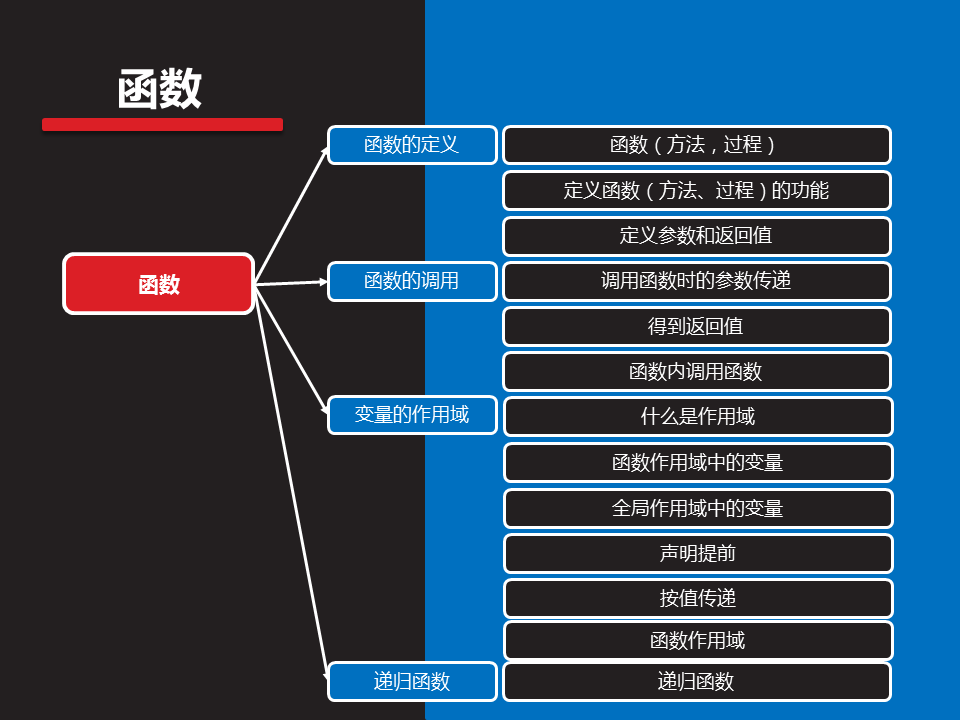 函数
函数的定义
函数（方法，过程）
定义函数（方法、过程）的功能
定义参数和返回值
函数
函数的调用
调用函数时的参数传递
得到返回值
函数内调用函数
变量的作用域
什么是作用域
函数作用域中的变量
全局作用域中的变量
声明提前
按值传递
函数作用域
递归函数
递归函数